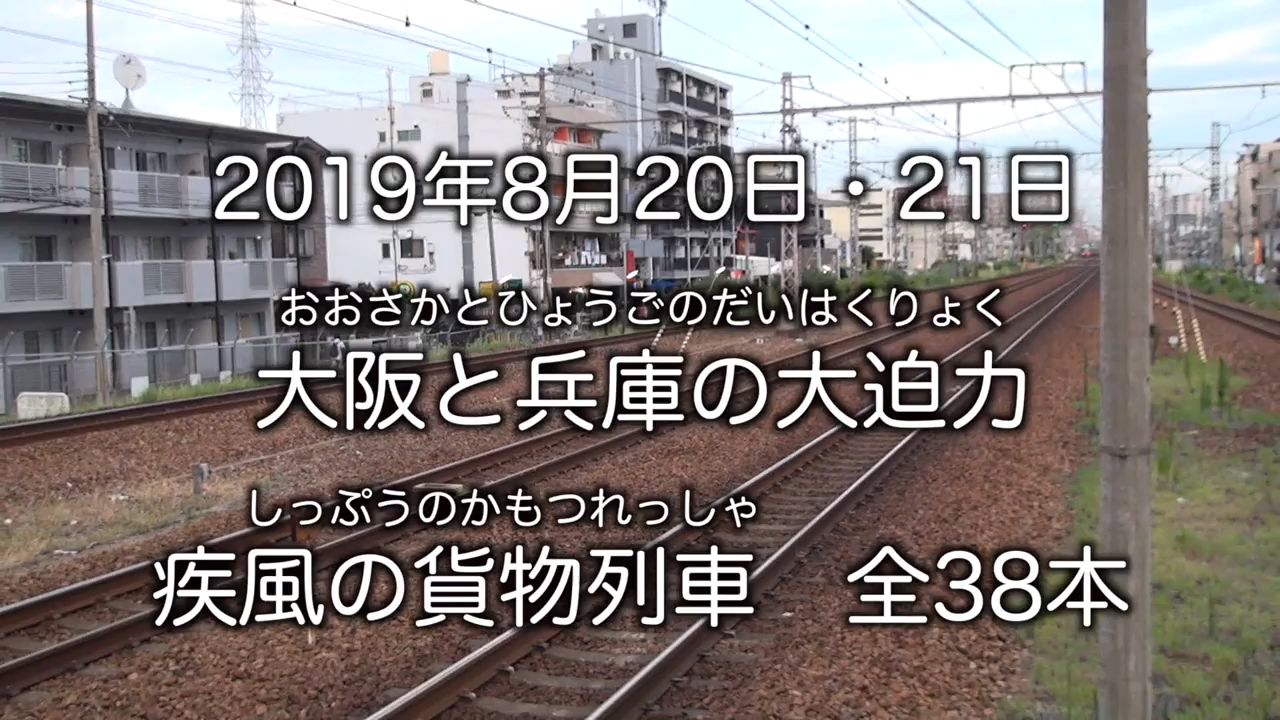 2019年8月20日・21日
おおさかとひょうごのだいはくりょく
大阪と兵庫の大迫力
しっぷうのかもつれっしゃ
疾風の貨物列車　全38本